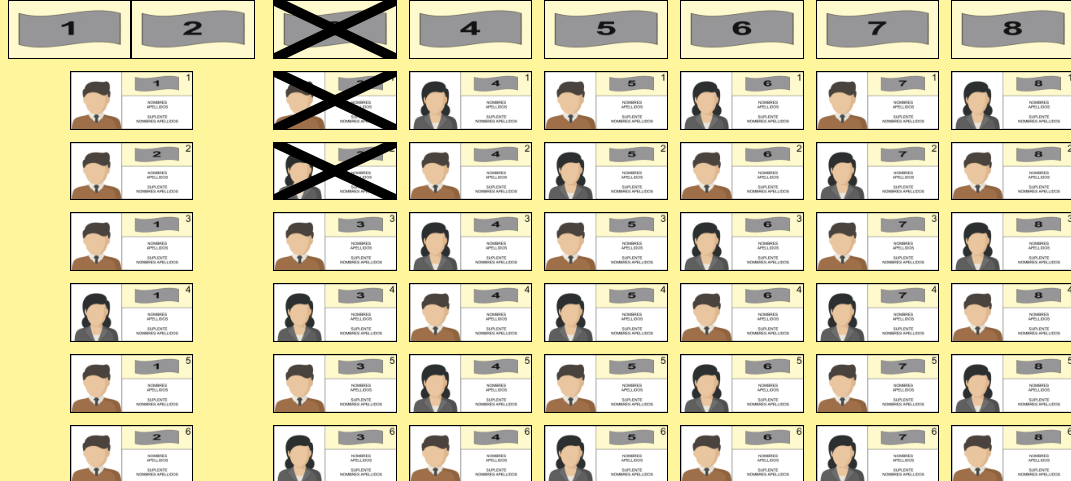 1 2 4 5 6 7 8
1 1 4 1 5 1 6 1 7 1 8 1
NOMBRES NOMBRES NOMBRES NOMBRES NOMBRES NOMBRES
APELLIDOS APELLIDOS APELLIDOS APELLIDOS APELLIDOS APELLIDOS
SUPLENTE SUPLENTE SUPLENTE SUPLENTE SUPLENTE SUPLENTE
NOMBRES APELLIDOS NOMBRES APELLIDOS NOMBRES APELLIDOS NOMBRES APELLIDOS NOMBRES APELLIDOS NOMBRES APELLIDOS
2 2 4 2 5 2 6 2 7 2 8 2
NOMBRES NOMBRES NOMBRES NOMBRES NOMBRES NOMBRES
APELLIDOS APELLIDOS APELLIDOS APELLIDOS APELLIDOS APELLIDOS
SUPLENTE SUPLENTE SUPLENTE SUPLENTE SUPLENTE SUPLENTE
NOMBRES APELLIDOS NOMBRES APELLIDOS NOMBRES APELLIDOS NOMBRES APELLIDOS NOMBRES APELLIDOS NOMBRES APELLIDOS
1 3 3 3 4 3 5 3 6 3 7 3 8 3
NOMBRES NOMBRES NOMBRES NOMBRES NOMBRES NOMBRES NOMBRES
APELLIDOS APELLIDOS APELLIDOS APELLIDOS APELLIDOS APELLIDOS APELLIDOS
SUPLENTE SUPLENTE SUPLENTE SUPLENTE SUPLENTE SUPLENTE SUPLENTE
NOMBRES APELLIDOS NOMBRES APELLIDOS NOMBRES APELLIDOS NOMBRES APELLIDOS NOMBRES APELLIDOS NOMBRES APELLIDOS NOMBRES APELLIDOS
1 4 3 4 4 4 5 4 6 4 7 4 8 4
NOMBRES NOMBRES NOMBRES NOMBRES NOMBRES NOMBRES NOMBRES
APELLIDOS APELLIDOS APELLIDOS APELLIDOS APELLIDOS APELLIDOS APELLIDOS
SUPLENTE SUPLENTE SUPLENTE SUPLENTE SUPLENTE SUPLENTE SUPLENTE
NOMBRES APELLIDOS NOMBRES APELLIDOS NOMBRES APELLIDOS NOMBRES APELLIDOS NOMBRES APELLIDOS NOMBRES APELLIDOS NOMBRES APELLIDOS
1 5 3 5 4 5 5 5 6 5 7 5 8 5
NOMBRES NOMBRES NOMBRES NOMBRES NOMBRES NOMBRES NOMBRES
APELLIDOS APELLIDOS APELLIDOS APELLIDOS APELLIDOS APELLIDOS APELLIDOS
SUPLENTE SUPLENTE SUPLENTE SUPLENTE SUPLENTE SUPLENTE SUPLENTE
NOMBRES APELLIDOS NOMBRES APELLIDOS NOMBRES APELLIDOS NOMBRES APELLIDOS NOMBRES APELLIDOS NOMBRES APELLIDOS NOMBRES APELLIDOS
2 6 3 6 4 6 5 6 6 6 7 6 8 6
NOMBRES NOMBRES NOMBRES NOMBRES NOMBRES NOMBRES NOMBRES
APELLIDOS APELLIDOS APELLIDOS APELLIDOS APELLIDOS APELLIDOS APELLIDOS
SUPLENTE SUPLENTE SUPLENTE SUPLENTE SUPLENTE SUPLENTE SUPLENTE
NOMBRES APELLIDOS NOMBRES APELLIDOS NOMBRES APELLIDOS NOMBRES APELLIDOS NOMBRES APELLIDOS NOMBRES APELLIDOS NOMBRES APELLIDOS